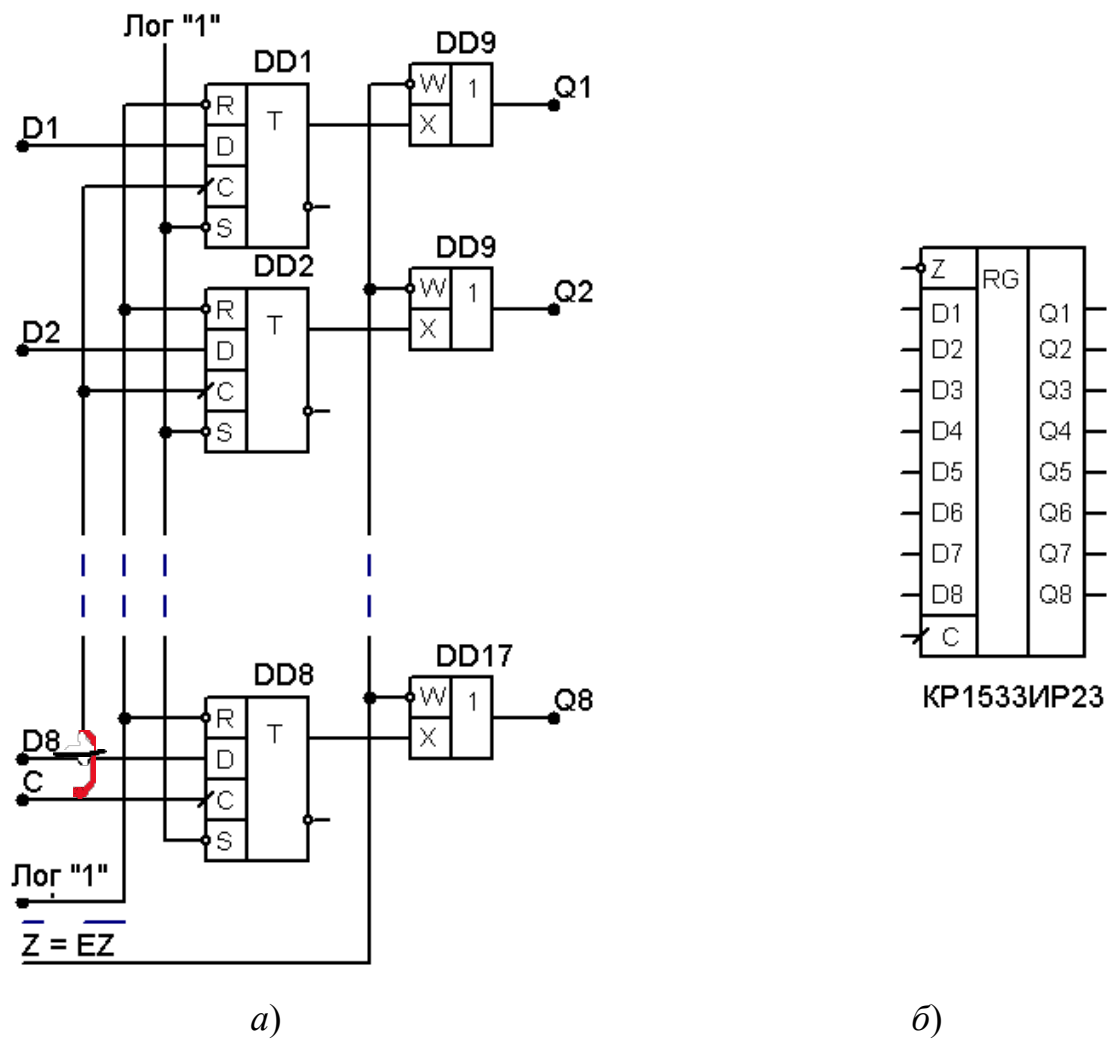 Лог "1"
DD1
DD9
R
T
W
1
Q1
D1
D
X
C
S
DD2
DD9
R
T
W
1
Q2
D2
D
X
C
S
DD8
DD17
R
T
W
1
Q8
D8
D
X
C
C
S
Лог "1"
Z = EZ
а)
Z
RG
D1
Q1
D2
Q2
D3
Q3
D4
Q4
D5
Q5
D6
Q6
D7
Q7
D8
Q8
C
КР1533ИР23
б)